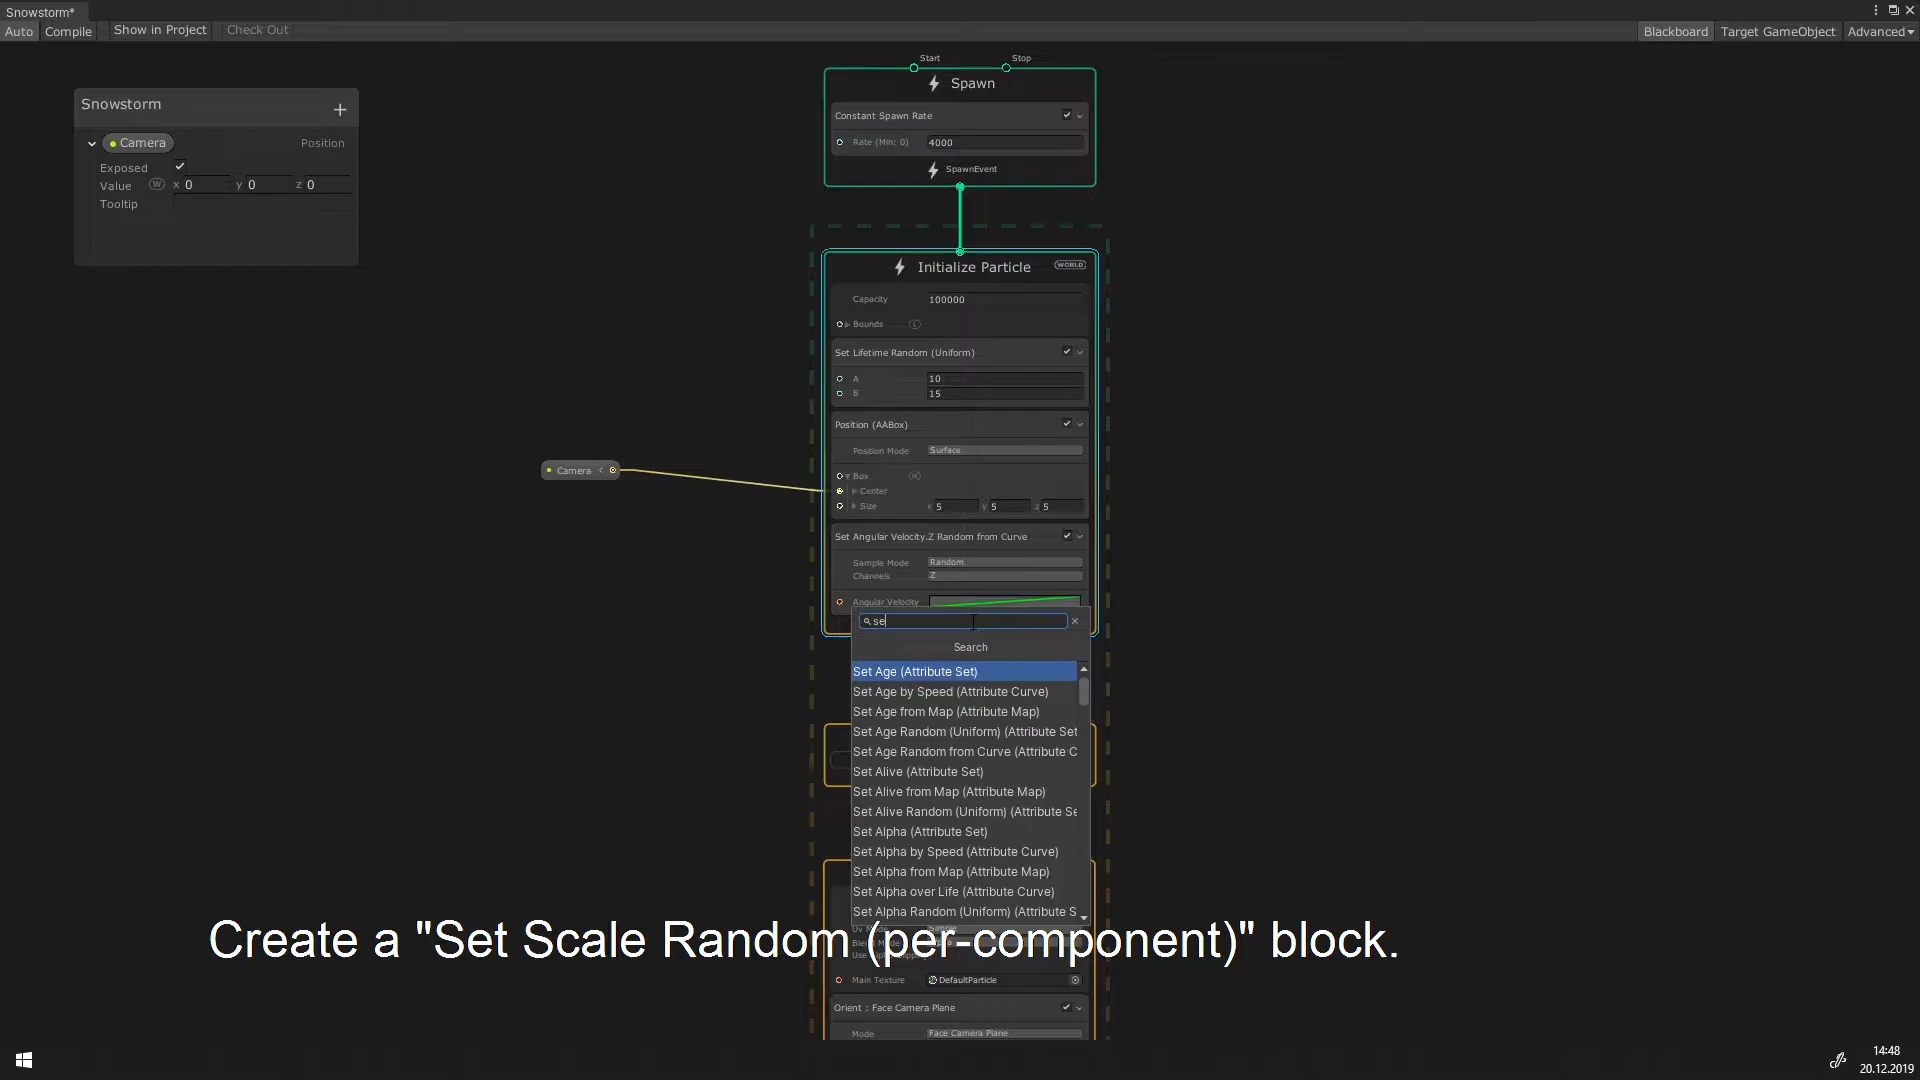 Snowstorm*
Auto Compile Show in Project Check Out Blackboard Target GameObject Advanced
Start Stop
Spawn
Constant Spawn Rate
Rate (Min: 0) 4000
SpawnEvent
Snowstorm
Camera Position
Exposed
Value W x 0 y 0 z 0
Tooltip
Initialize Particle WORLD
Capacity 100000
Bounds L
Set Lifetime Random (Uniform)
A 10
B 15
Position (AABox)
Position Mode Surface
Camera
Box W
Center
Size x 5 y 5 z 5
Set Angular Velocity.Z Random from Curve
Sample Mode Random
Channels Z
Angular Velocity
se
Search
Set Age (Attribute Set)
Set Age by Speed (Attribute Curve)
Set Age from Map (Attribute Map)
Set Age Random (Uniform) (Attribute Set
Set Age Random from Curve (Attribute C
Set Alive (Attribute Set)
Set Alive from Map (Attribute Map)
Set Alive Random (Uniform) (Attribute Se
Set Alpha (Attribute Set)
Set Alpha by Speed (Attribute Curve)
Set Alpha from Map (Attribute Map)
Set Alpha over Life (Attribute Curve)
Set Alpha Random (Uniform) (Attribute S
Create a "Set Scale Random (per-component)" block.
Main Texture DefaultParticle
Orient : Face Camera Plane
Mode Face Camera Plane
14:48
20.12.2019